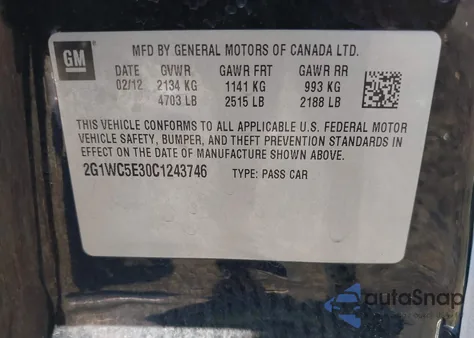 GM
MFD BY GENERAL MOTORS OF CANADA LTD.
DATE GVWR GAWR FRT GAWR RR
02/12 2134 KG 1141 KG 993 KG
4703 LB 2515 LB 2188 LB
THIS VEHICLE CONFORMS TO ALL APPLICABLE U.S. FEDERAL MOTOR
VEHICLE SAFETY, BUMPER, AND THEFT PREVENTION STANDARDS
IN EFFECT ON THE DATE OF MANUFACTURE SHOWN ABOVE.
2G1WC5E30C1243746 TYPE: PASS CAR
autoSnap